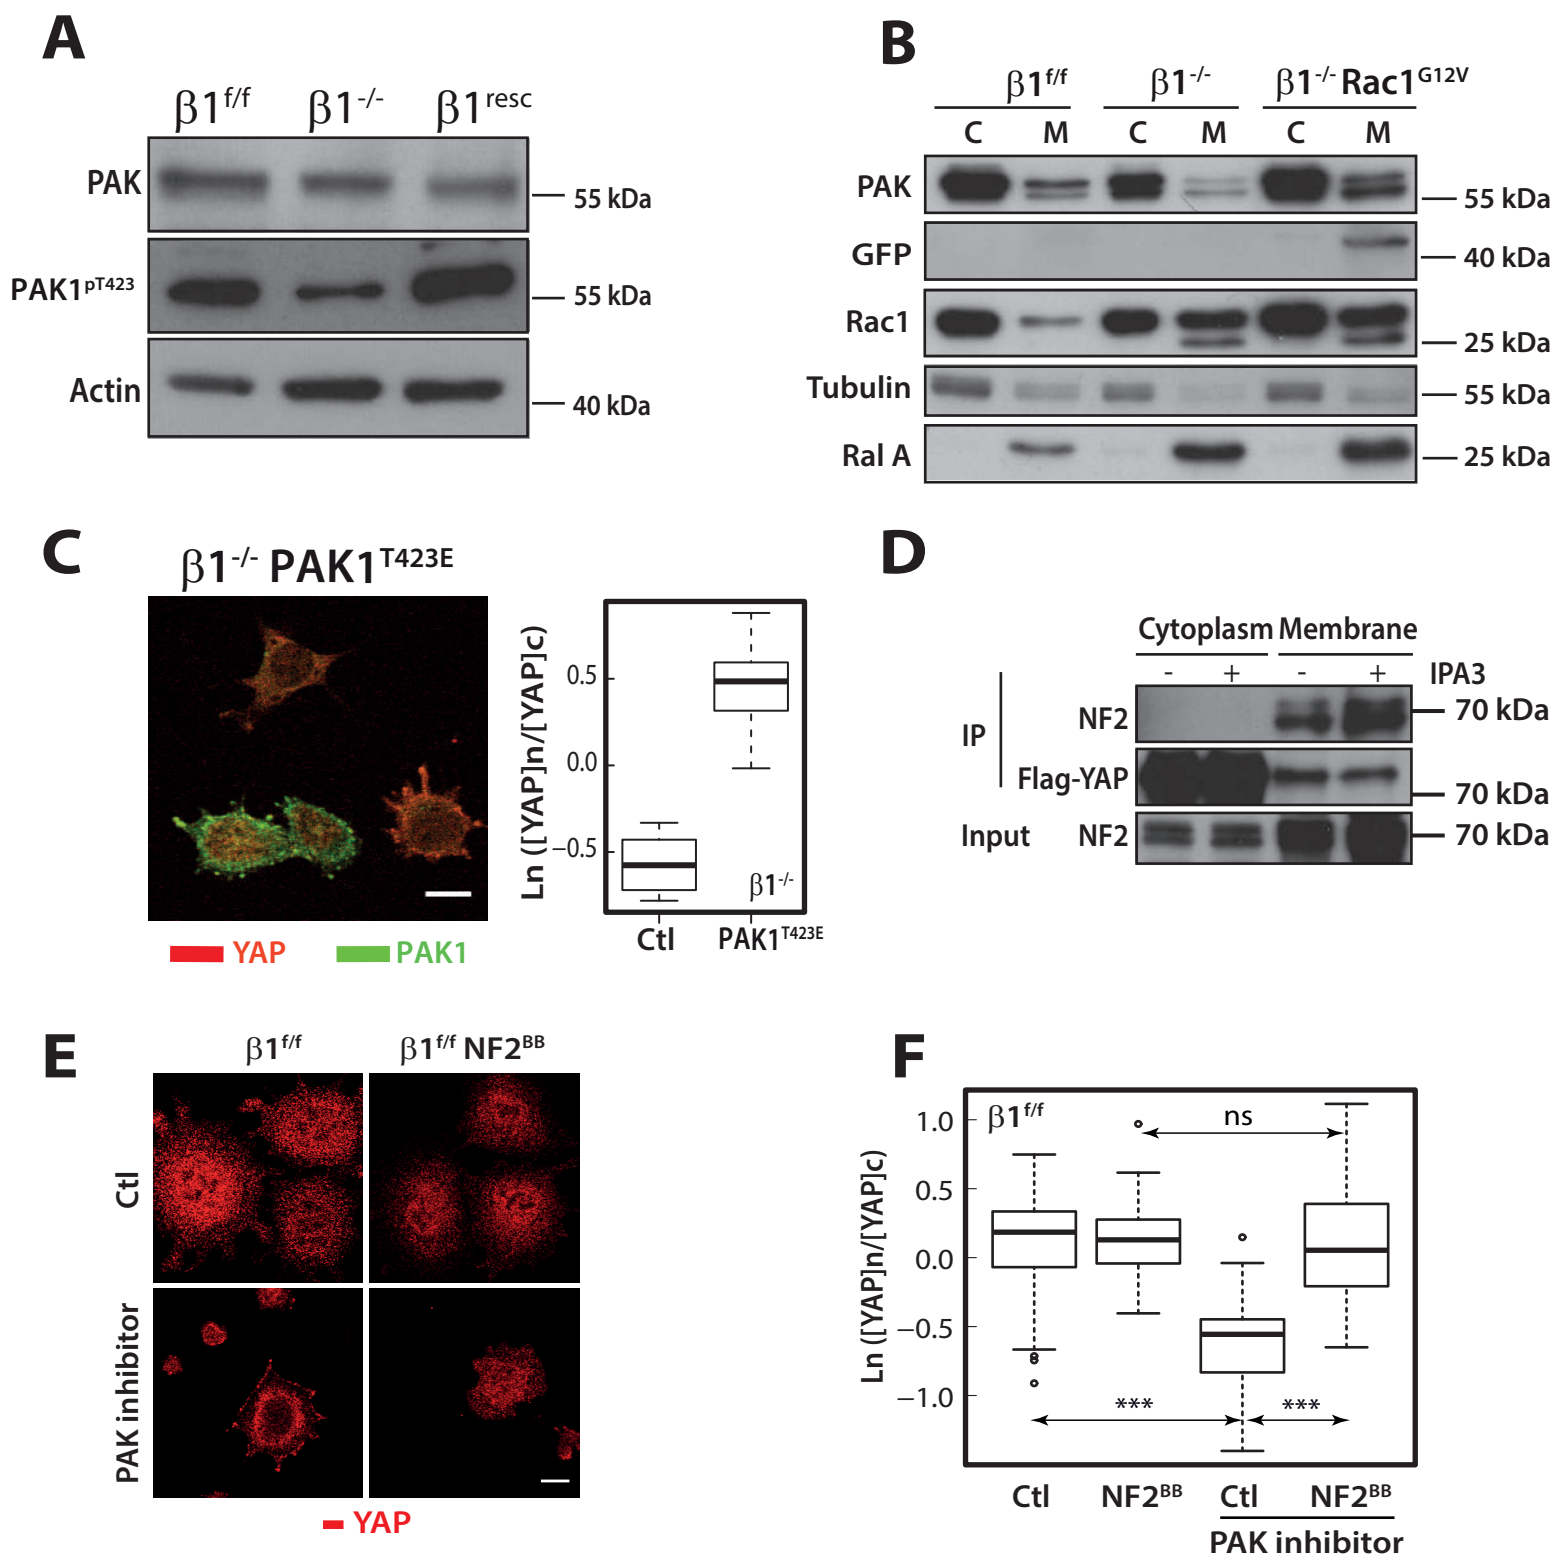 A
β1f/f β1-/- β1resc
PAK
55 kDa
PAK1pT423
55 kDa
Actin
40 kDa
B
β1f/f β1-/- β1-/- Rac1G12V
C M C M C M
PAK
55 kDa
GFP
40 kDa
Rac1
25 kDa
Tubulin
55 kDa
Ral A
25 kDa
C
β1-/- PAK1T423E
YAP PAK1
Ln ([YAP]n/[YAP]c)
0.5
0.0
−0.5
β1-/-
Ctl PAK1T423E
D
Cytoplasm Membrane
- + - + IPA3
IP
NF2
70 kDa
Flag-YAP
70 kDa
Input NF2
70 kDa
E
β1f/f β1f/f NF2BB
Ctl
PAK inhibitor
YAP
F
β1f/f
ns
Ln ([YAP]n/[YAP]c)
1.0
0.5
0.0
−0.5
−1.0
*** ***
Ctl NF2BB Ctl NF2BB
PAK inhibitor